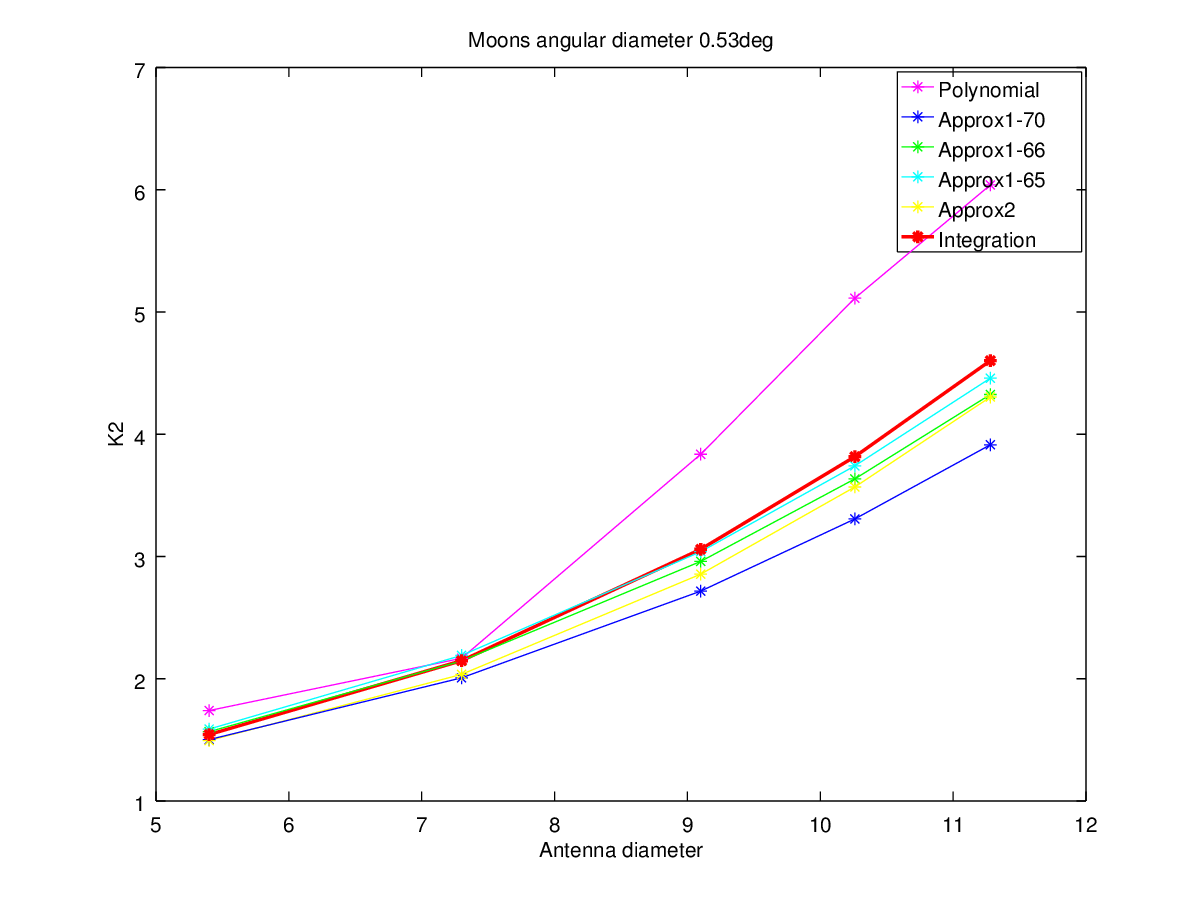 Moons angular diameter 0.53deg
7
6
5
4
3
2
1
K2
Polynomial
Approx1-70
Approx1-66
Approx1-65
Approx2
Integration
5 6 7 8 9 10 11 12
Antenna diameter